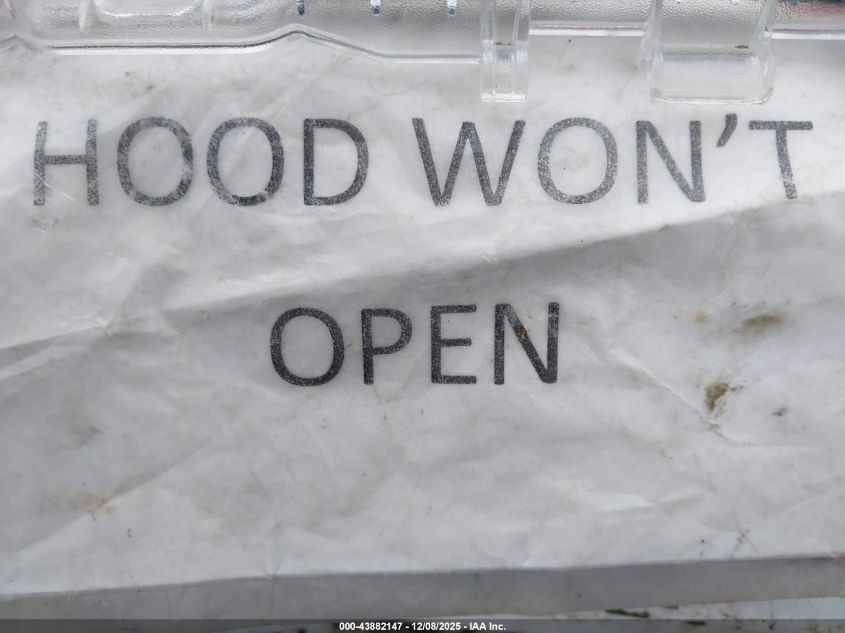 HOOD WON’T
OPEN
000-43882147 - 12/08/2025 - IAA Inc.